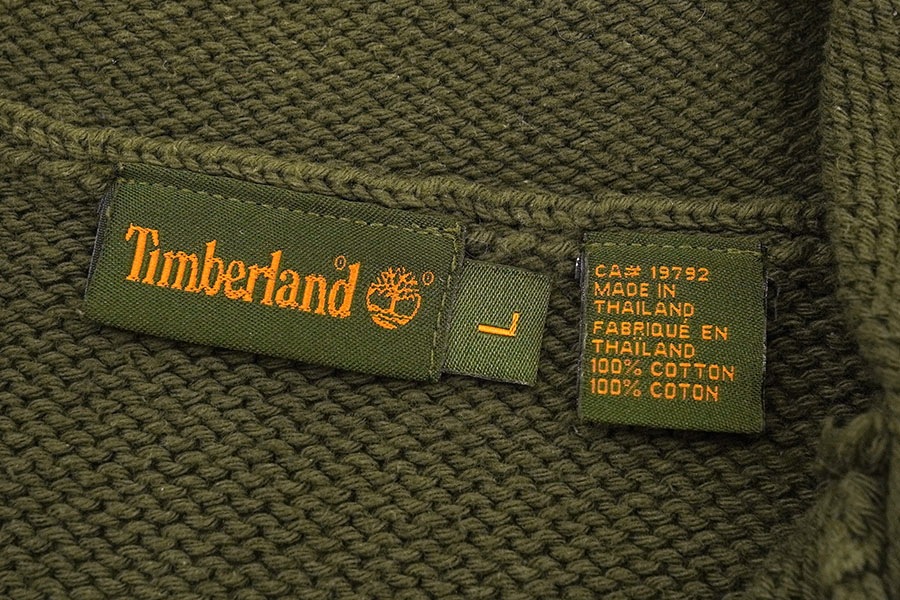 Timberland
L
CA# 19792
MADE IN
THAILAND
FABRIQUÉ EN
THAÏLAND
100% COTTON
100% COTON